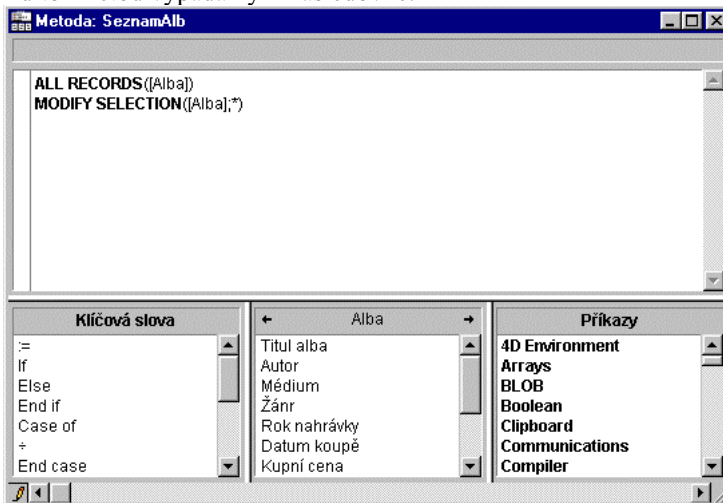 Metoda: SeznamAlb
ALL RECORDS([Alba])
MODIFY SELECTION([Alba];*)
Klíčová slova
:=
If
Else
End if
Case of
÷
End case
← Alba →
Titul alba
Autor
Médium
Žánr
Rok nahrávky
Datum koupě
Kupní cena
Příkazy
4D Environment
Arrays
BLOB
Boolean
Clipboard
Communications
Compiler